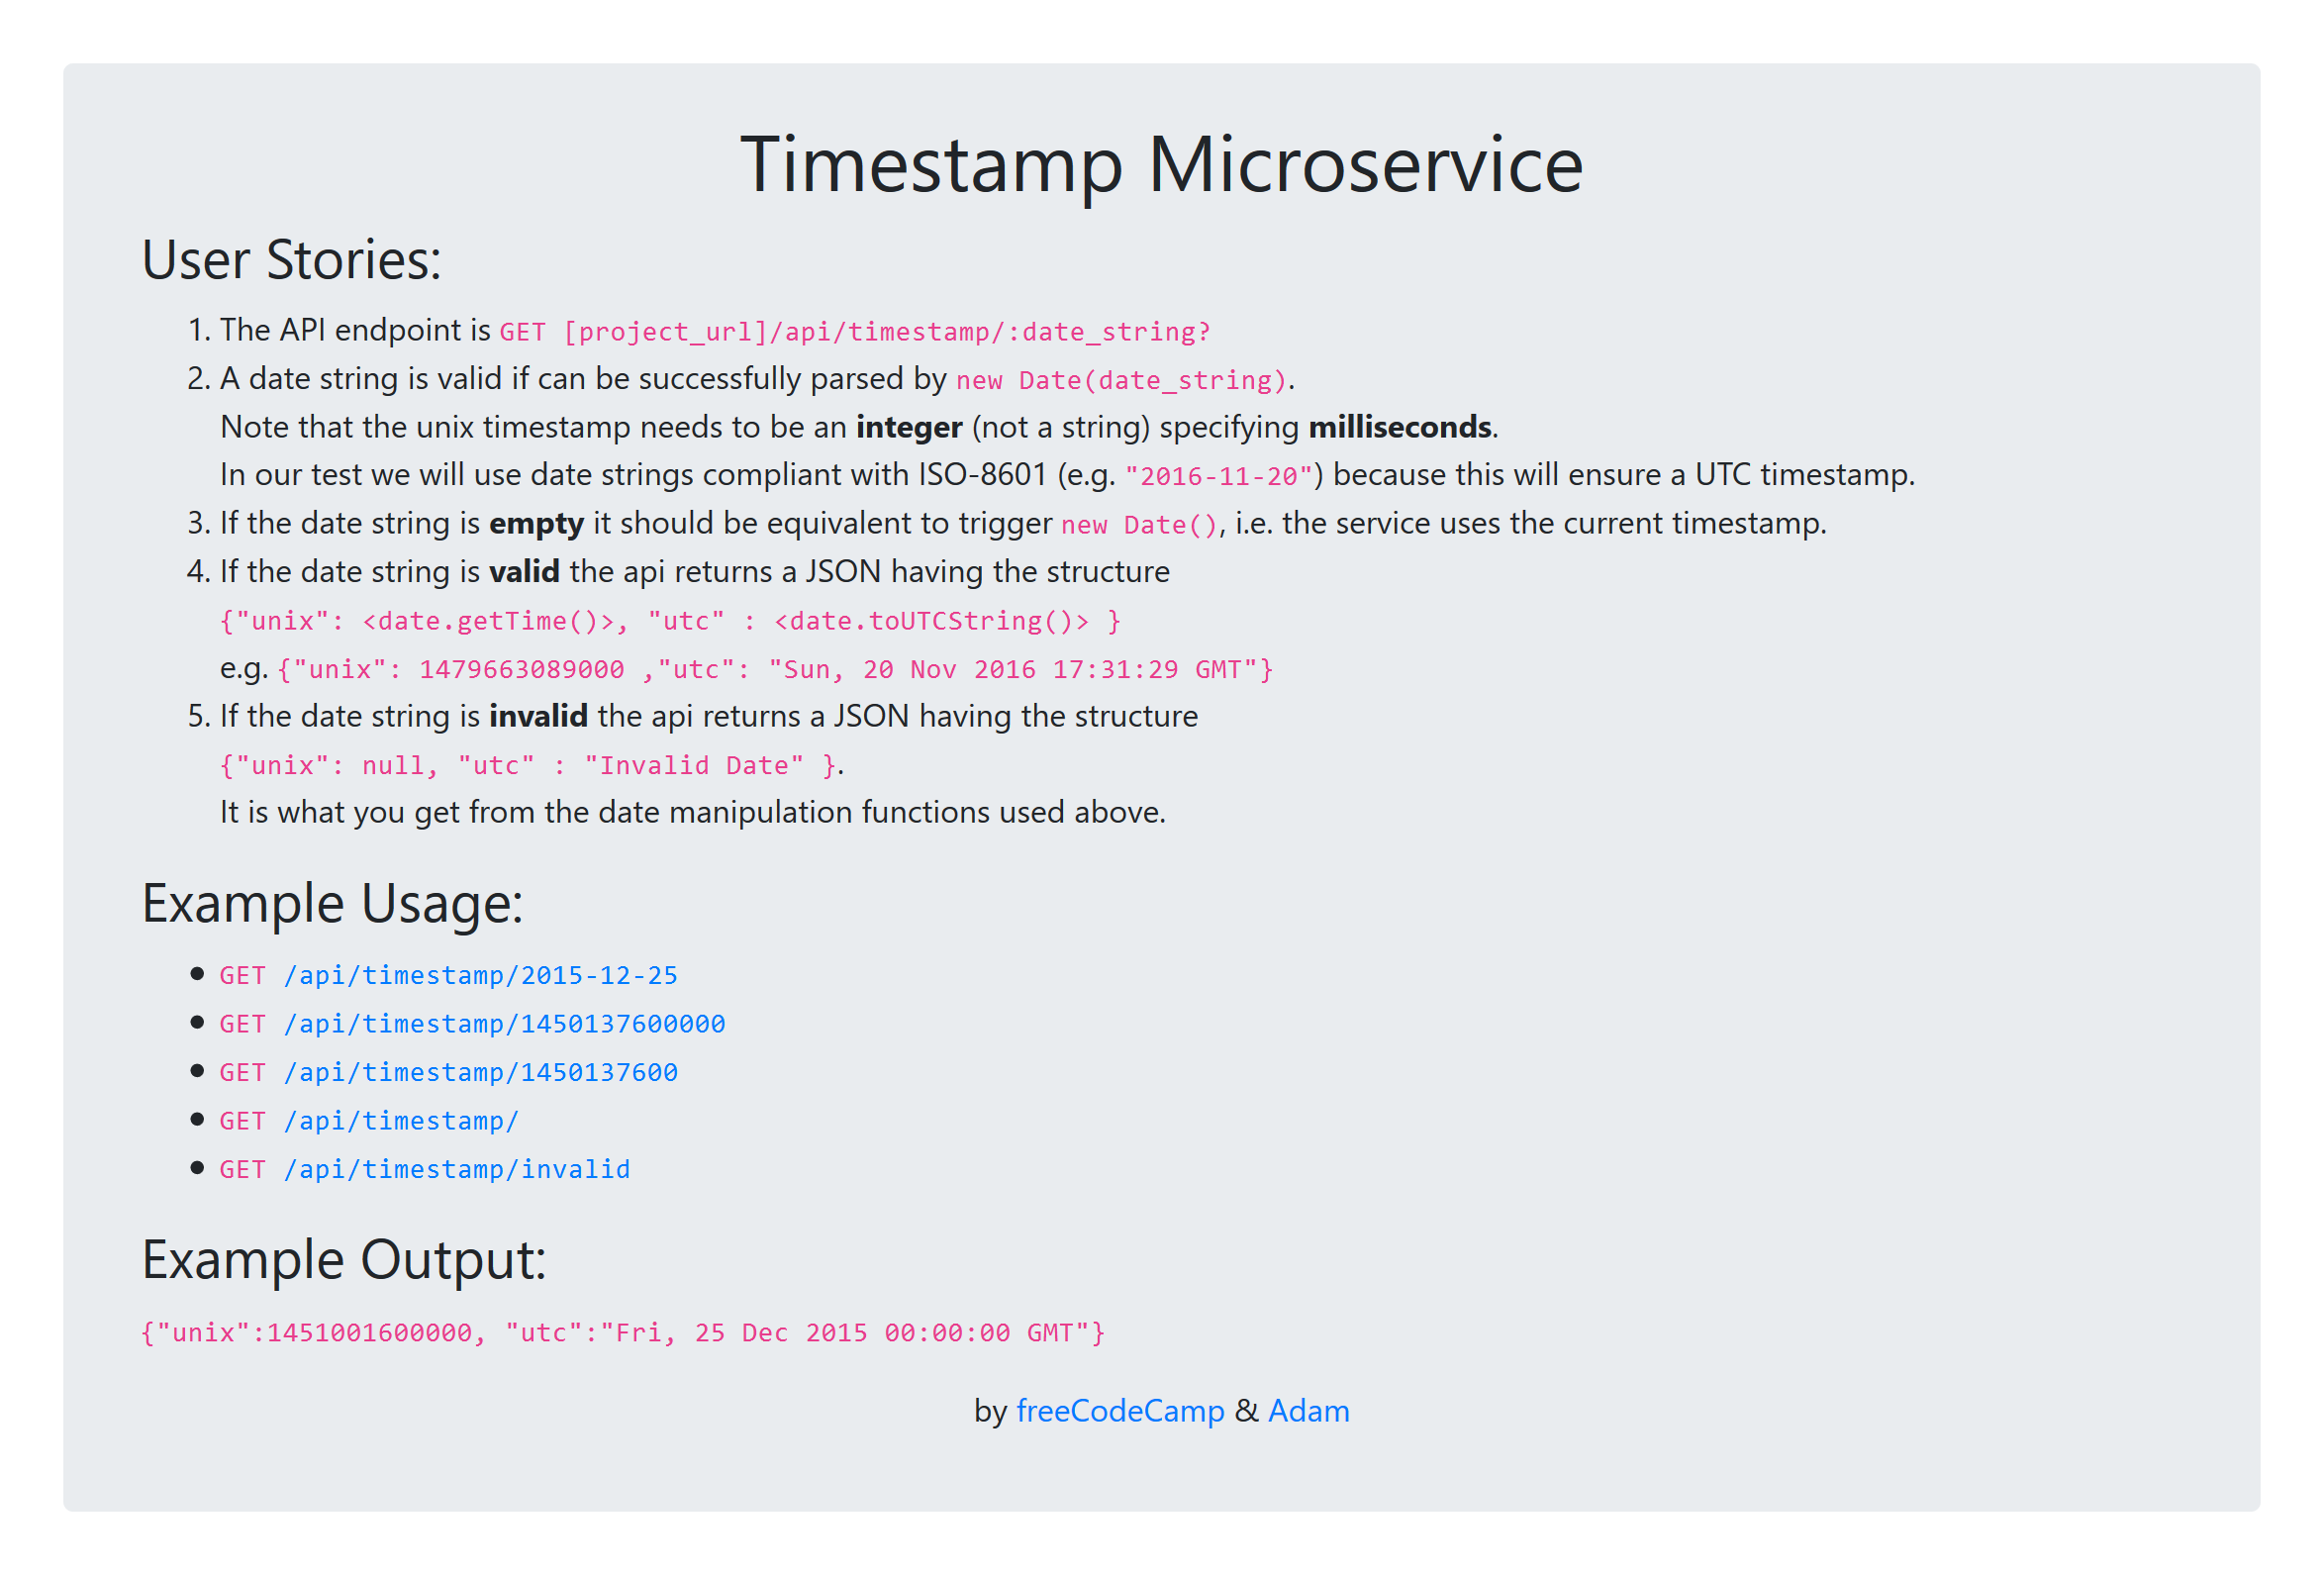 Timestamp Microservice
User Stories:
1. The API endpoint is GET [project_url]/api/timestamp/:date_string?
2. A date string is valid if can be successfully parsed by new Date(date_string).
Note that the unix timestamp needs to be an integer (not a string) specifying milliseconds.
In our test we will use date strings compliant with ISO-8601 (e.g. "2016-11-20") because this will ensure a UTC timestamp.
3. If the date string is empty it should be equivalent to trigger new Date(), i.e. the service uses the current timestamp.
4. If the date string is valid the api returns a JSON having the structure
{"unix": <date.getTime()>, "utc" : <date.toUTCString()> }
e.g. {"unix": 1479663089000 ,"utc": "Sun, 20 Nov 2016 17:31:29 GMT"}
5. If the date string is invalid the api returns a JSON having the structure
{"unix": null, "utc" : "Invalid Date" }.
It is what you get from the date manipulation functions used above.
Example Usage:
• GET /api/timestamp/2015-12-25
• GET /api/timestamp/1450137600000
• GET /api/timestamp/1450137600
• GET /api/timestamp/
• GET /api/timestamp/invalid
Example Output:
{"unix":1451001600000, "utc":"Fri, 25 Dec 2015 00:00:00 GMT"}
by freeCodeCamp & Adam